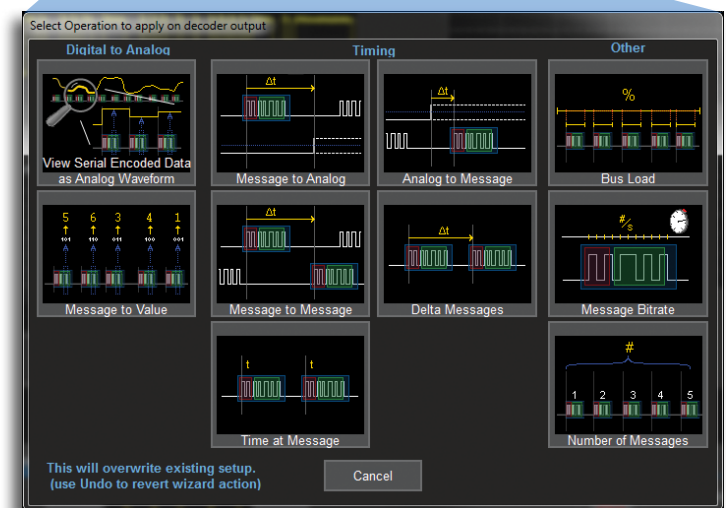 Select Operation to apply on decoder output
Digital to Analog
Timing
Other
View Serial Encoded Data
as Analog Waveform
Δt
Message to Analog
Δt
Analog to Message
%
Bus Load
5 6 3 4 1
101 110 011 100 001
A A A A A
Message to Value
Δt
Message to Message
Δt
Delta Messages
#/s
Message Bitrate
t t
Time at Message
#
1 2 3 4 5
Number of Messages
This will overwrite existing setup.
(use Undo to revert wizard action)
Cancel